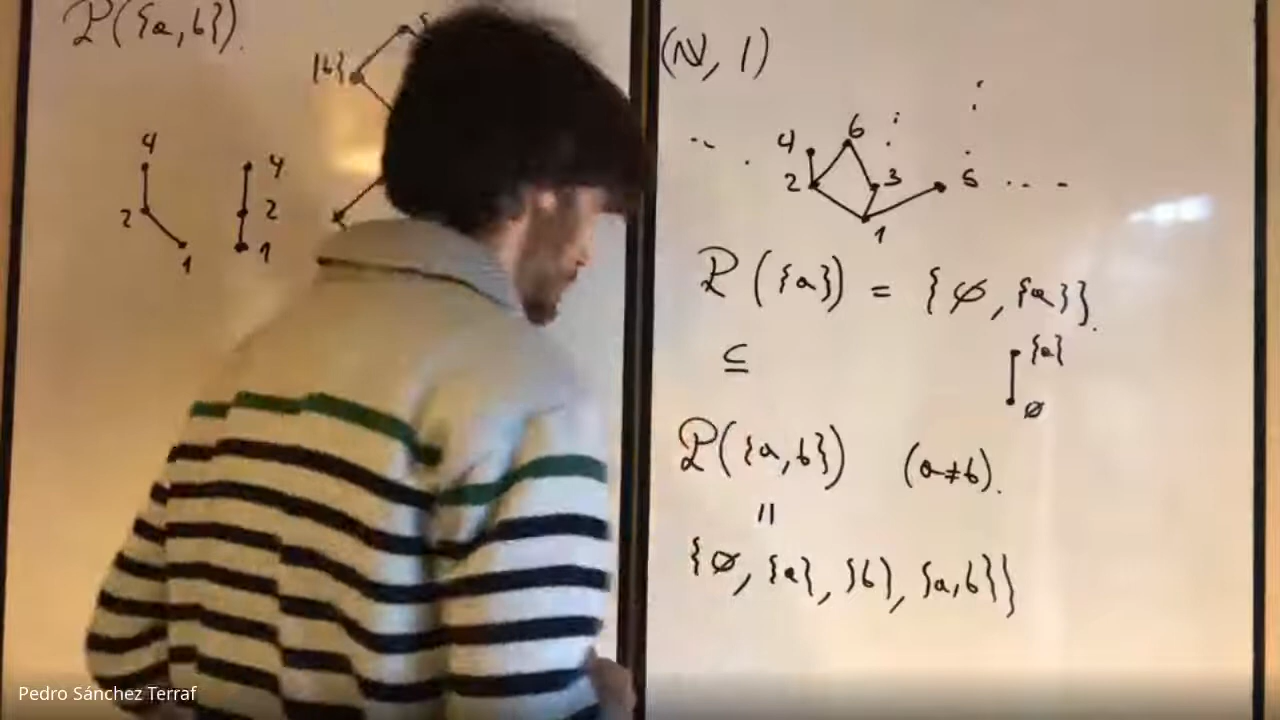 P({a,b}).
{b}
4 4
2 2
1 1
(N, |)
4 6
2 3 5
1
P({a}) = {∅, {a}}.
⊆ {a}
∅
P({a,b}) (a≠b).
=
{∅, {a}, {b}, {a,b}}
Pedro Sánchez Terraf